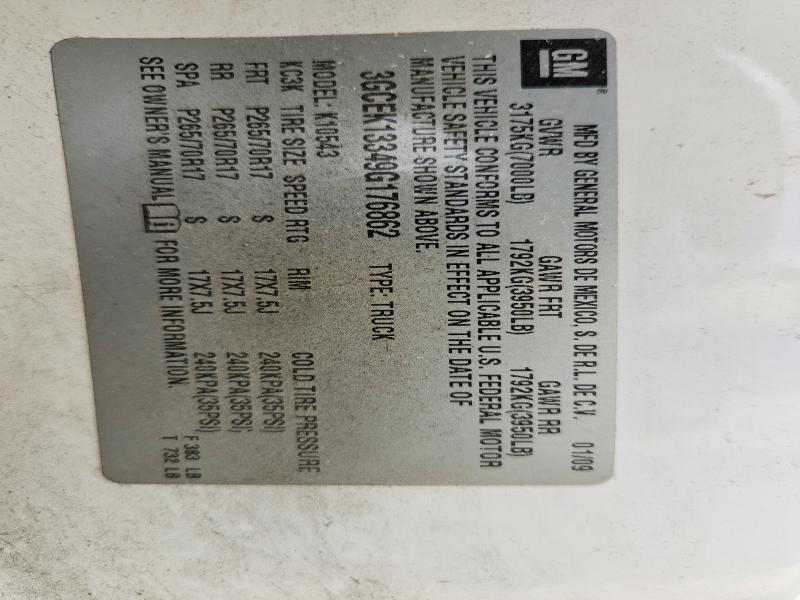 GM®
MFD BY GENERAL MOTORS DE MEXICO, S. DE R.L. DE C.V. 01/09
GVWR GAWR FRT GAWR RR
3175KG(7000LB) 1792KG(3950LB) 1792KG(3950LB)
THIS VEHICLE CONFORMS TO ALL APPLICABLE U.S. FEDERAL MOTOR
VEHICLE SAFETY STANDARDS IN EFFECT ON THE DATE OF
MANUFACTURE SHOWN ABOVE.
3GCEK13349G176862 TYPE: TRUCK
MODEL: K10543
KC3K TIRE SIZE SPEED RTG RIM COLD TIRE PRESSURE
FRT P265/70R17 S 17X7.5J 240KPA(35PSI)
RR P265/70R17 S 17X7.5J 240KPA(35PSI)
SPA P265/70R17 S 17X7.5J 240KPA(35PSI)
SEE OWNER'S MANUAL FOR MORE INFORMATION.
F 383 LB
T 732 LB